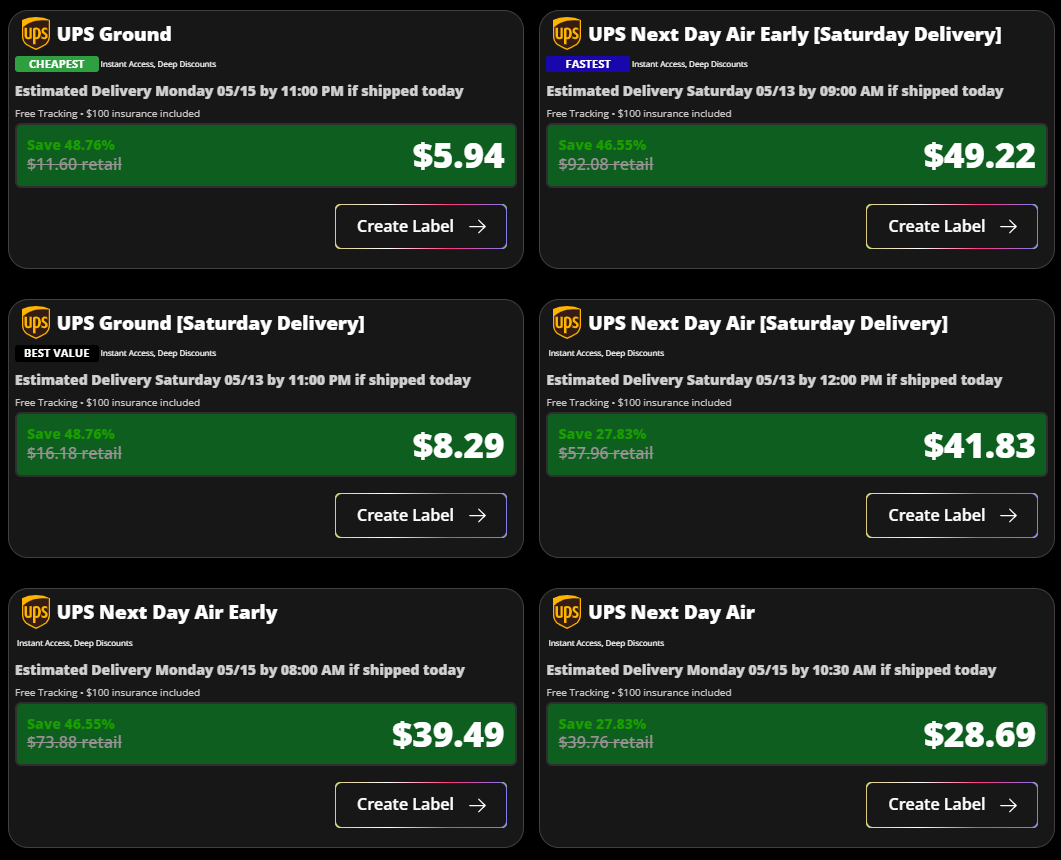 ups UPS Ground
CHEAPEST Instant Access, Deep Discounts
Estimated Delivery Monday 05/15 by 11:00 PM if shipped today
Free Tracking • $100 insurance included
Save 48.76%
$11.60 retail
$5.94
Create Label →
ups UPS Next Day Air Early [Saturday Delivery]
FASTEST Instant Access, Deep Discounts
Estimated Delivery Saturday 05/13 by 09:00 AM if shipped today
Free Tracking • $100 insurance included
Save 46.55%
$92.08 retail
$49.22
Create Label →
ups UPS Ground [Saturday Delivery]
BEST VALUE Instant Access, Deep Discounts
Estimated Delivery Saturday 05/13 by 11:00 PM if shipped today
Free Tracking • $100 insurance included
Save 48.76%
$16.18 retail
$8.29
Create Label →
ups UPS Next Day Air [Saturday Delivery]
Instant Access, Deep Discounts
Estimated Delivery Saturday 05/13 by 12:00 PM if shipped today
Free Tracking • $100 insurance included
Save 27.83%
$57.96 retail
$41.83
Create Label →
ups UPS Next Day Air Early
Instant Access, Deep Discounts
Estimated Delivery Monday 05/15 by 08:00 AM if shipped today
Free Tracking • $100 insurance included
Save 46.55%
$73.88 retail
$39.49
Create Label →
ups UPS Next Day Air
Instant Access, Deep Discounts
Estimated Delivery Monday 05/15 by 10:30 AM if shipped today
Free Tracking • $100 insurance included
Save 27.83%
$39.76 retail
$28.69
Create Label →